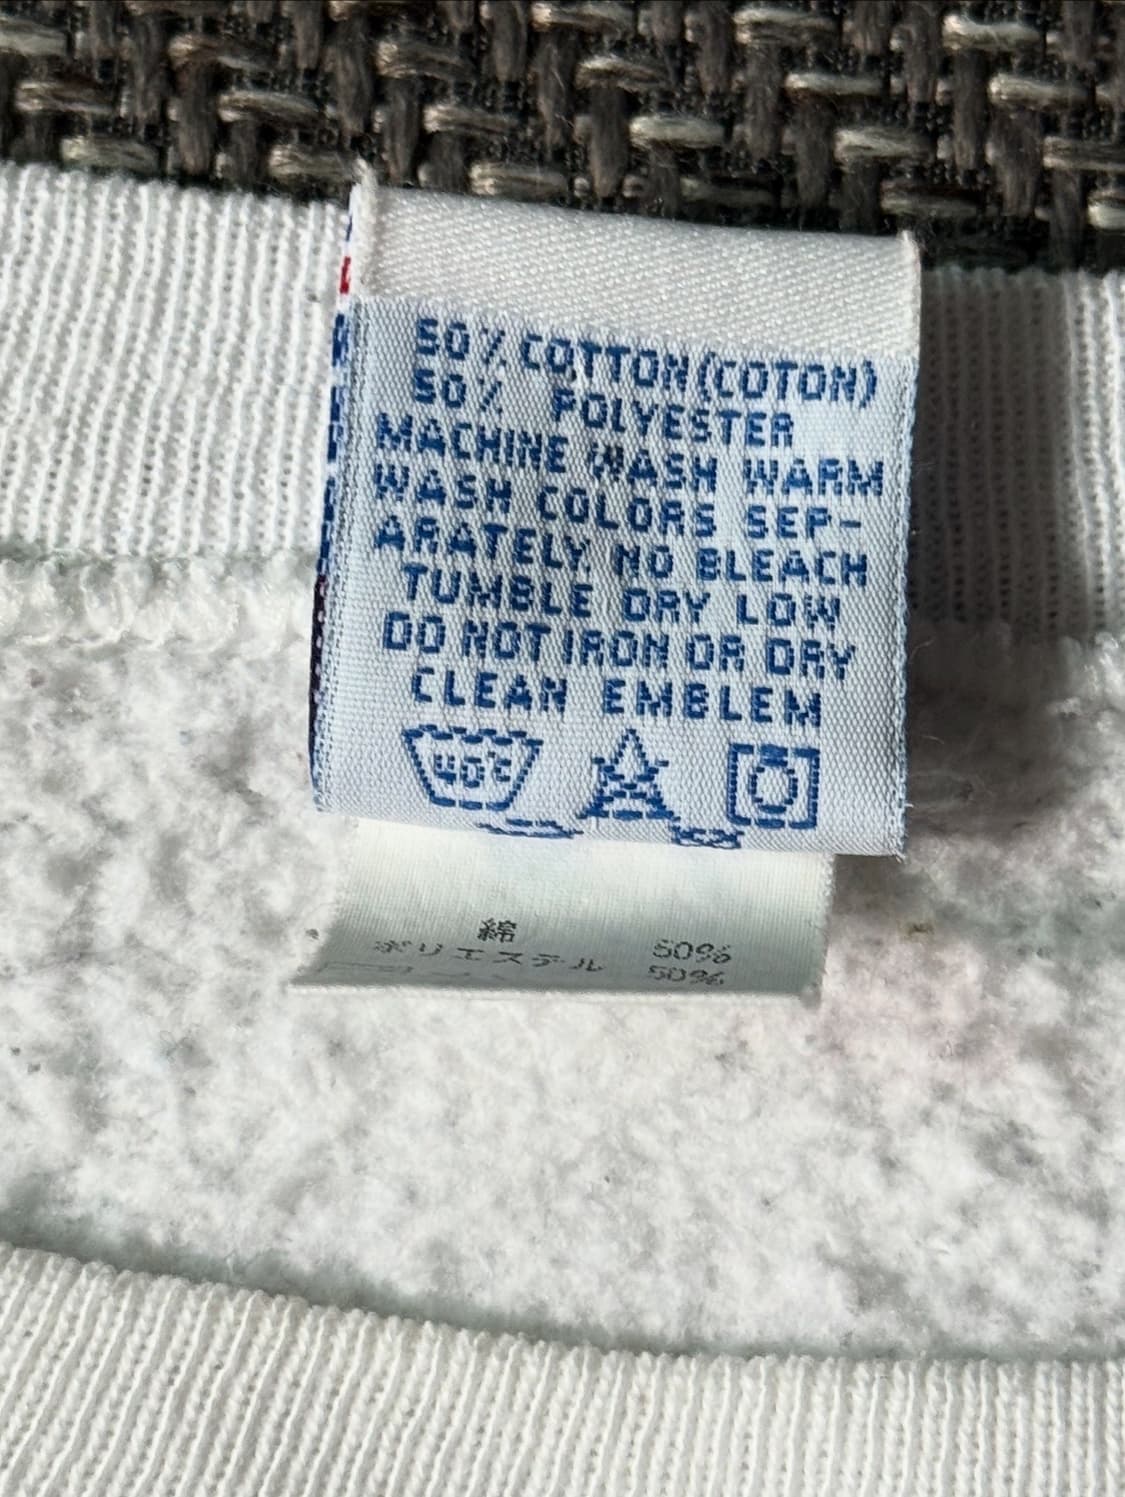 50% COTTON (COTON)
50% POLYESTER
MACHINE WASH WARM
WASH COLORS SEP-
ARATELY. NO BLEACH
TUMBLE DRY LOW
DO NOT IRON OR DRY
CLEAN EMBLEM
40°C
綿 50%
ポリエステル 50%